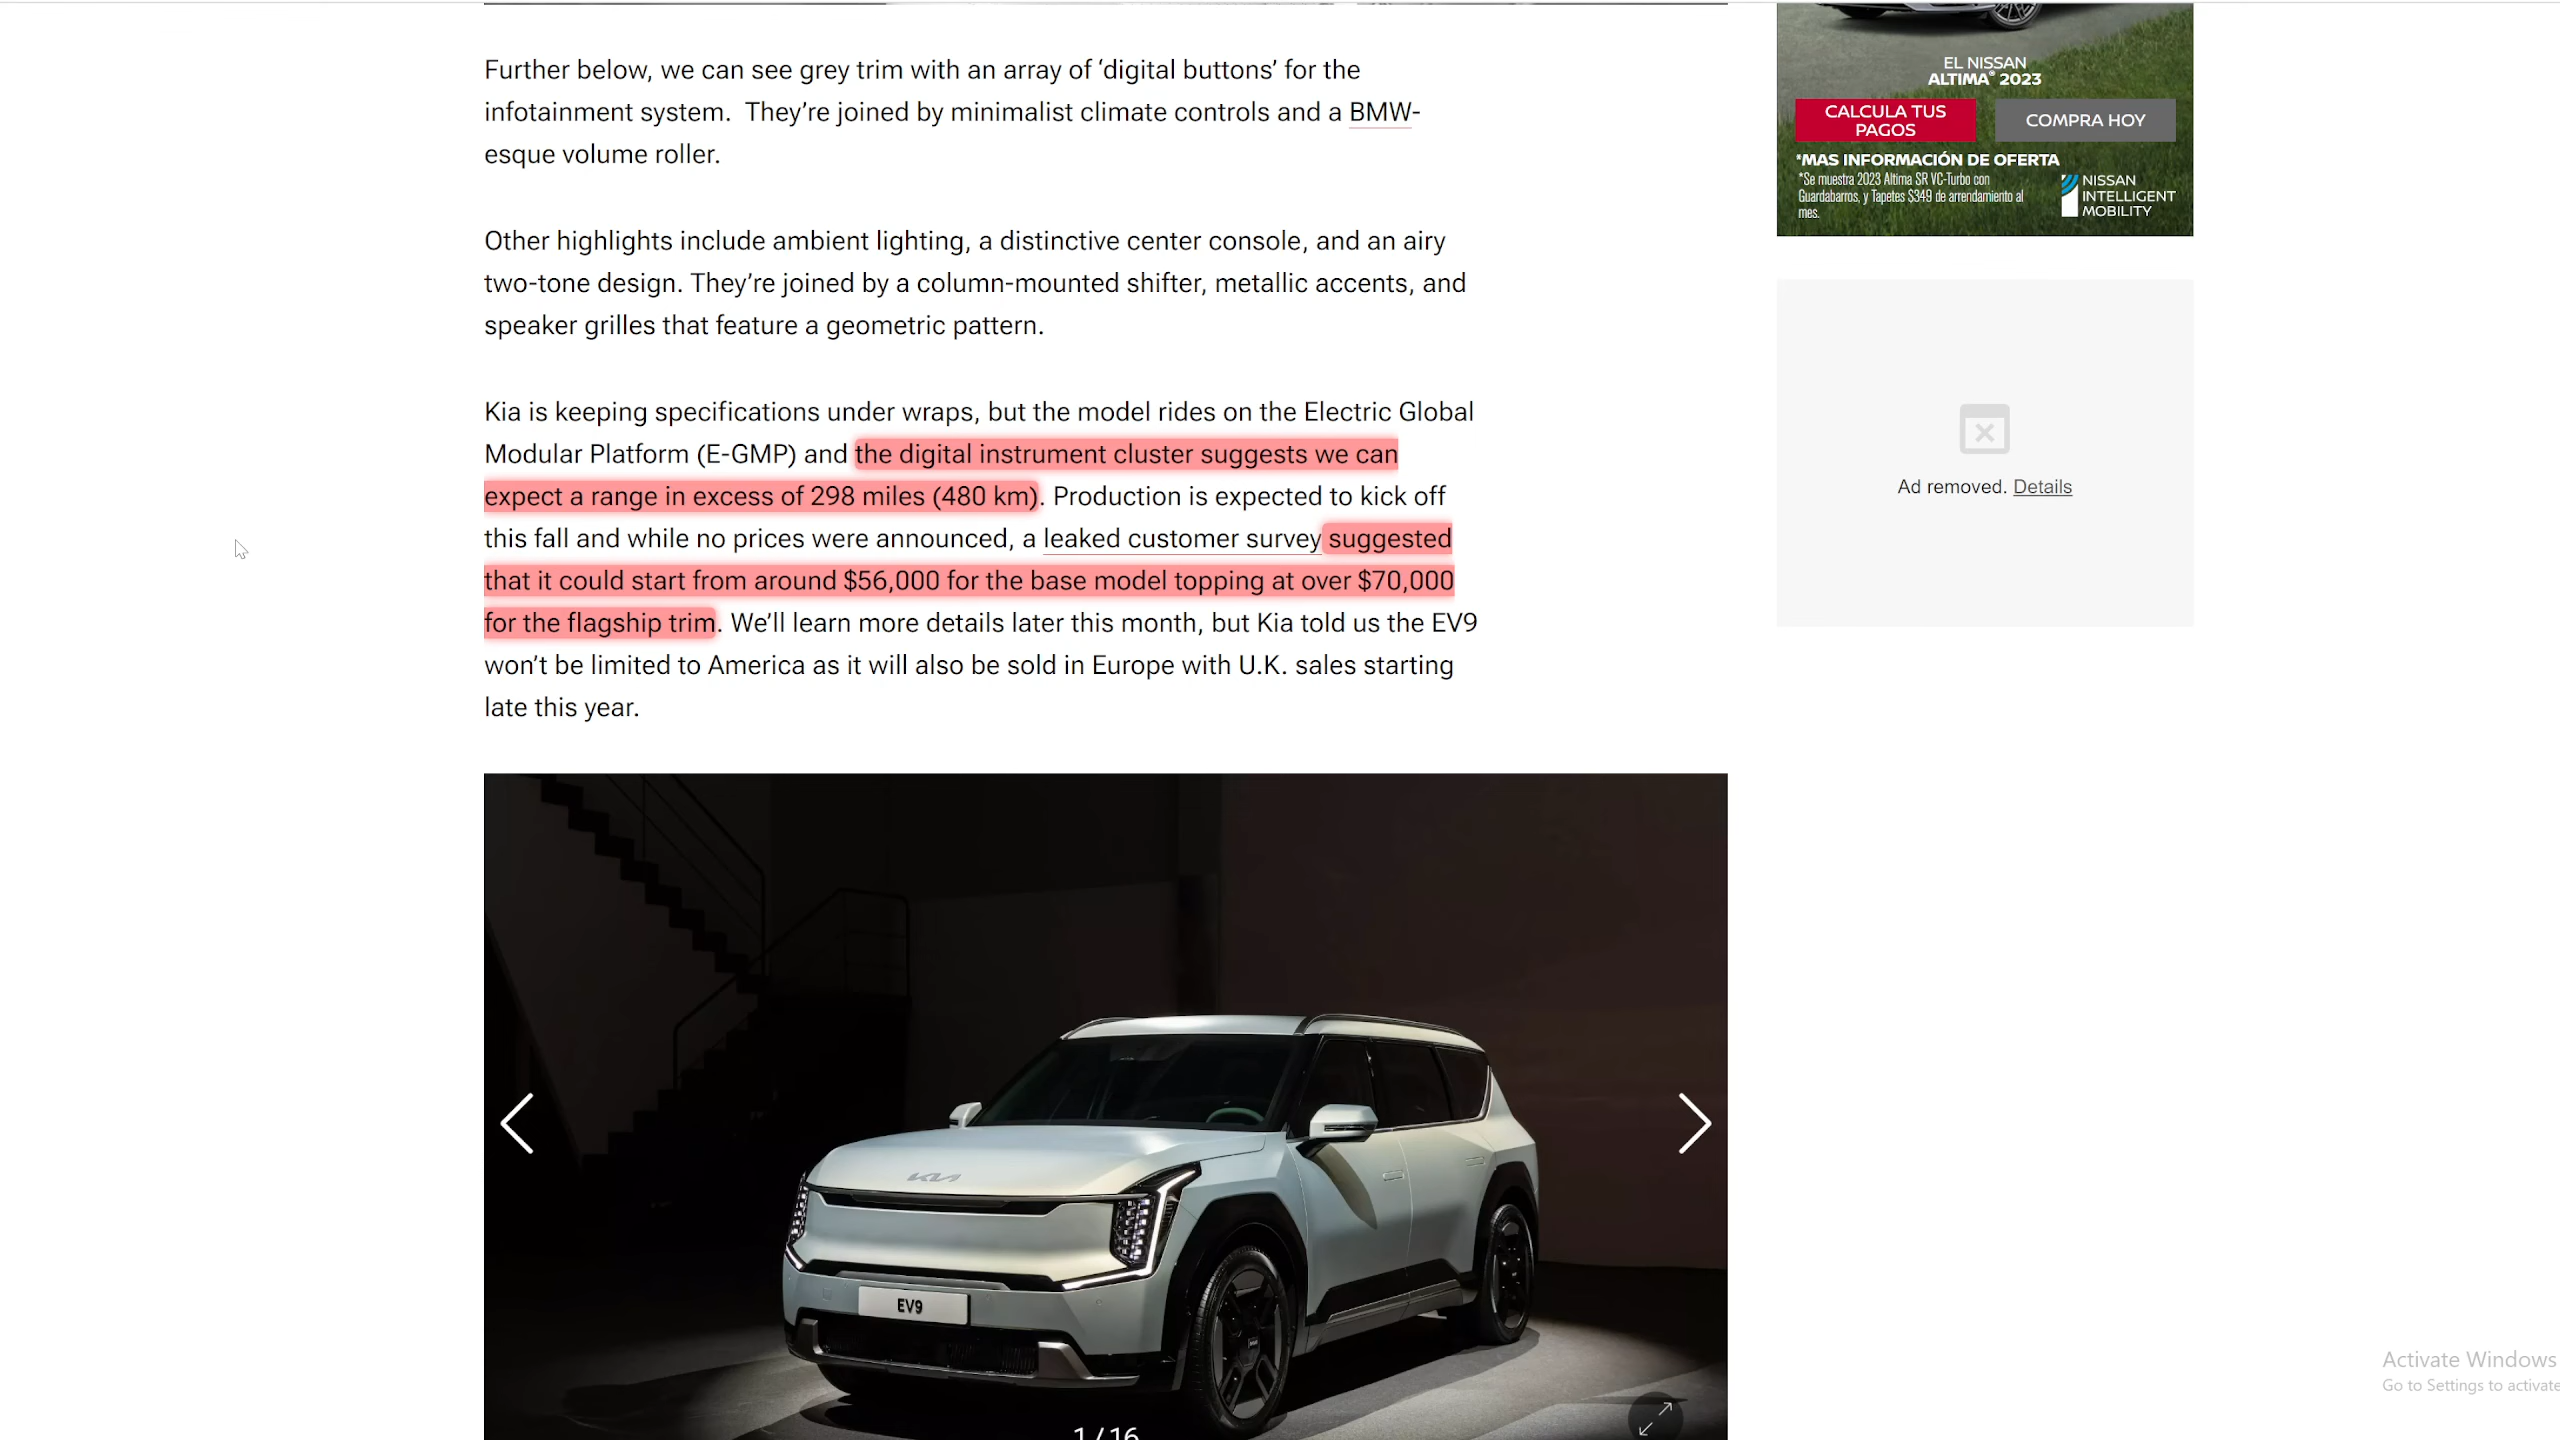 Further below, we can see grey trim with an array of ‘digital buttons’ for the
infotainment system.  They’re joined by minimalist climate controls and a BMW-
esque volume roller.
Other highlights include ambient lighting, a distinctive center console, and an airy
two-tone design. They’re joined by a column-mounted shifter, metallic accents, and
speaker grilles that feature a geometric pattern.
Kia is keeping specifications under wraps, but the model rides on the Electric Global
Modular Platform (E-GMP) and the digital instrument cluster suggests we can
expect a range in excess of 298 miles (480 km). Production is expected to kick off
this fall and while no prices were announced, a leaked customer survey suggested
that it could start from around $56,000 for the base model topping at over $70,000
for the flagship trim. We’ll learn more details later this month, but Kia told us the EV9
won’t be limited to America as it will also be sold in Europe with U.K. sales starting
late this year.
KIA
EV9
1 / 16
EL NISSAN
ALTIMA® 2023
CALCULA TUS
PAGOS
COMPRA HOY
*MAS INFORMACIÓN DE OFERTA
*Se muestra 2023 Altima SR VC-Turbo con
Guardabarros, y Tapetes $349 de arrendamiento al
mes.
NISSAN
INTELLIGENT
MOBILITY
Ad removed. Details
Activate Windows
Go to Settings to activate